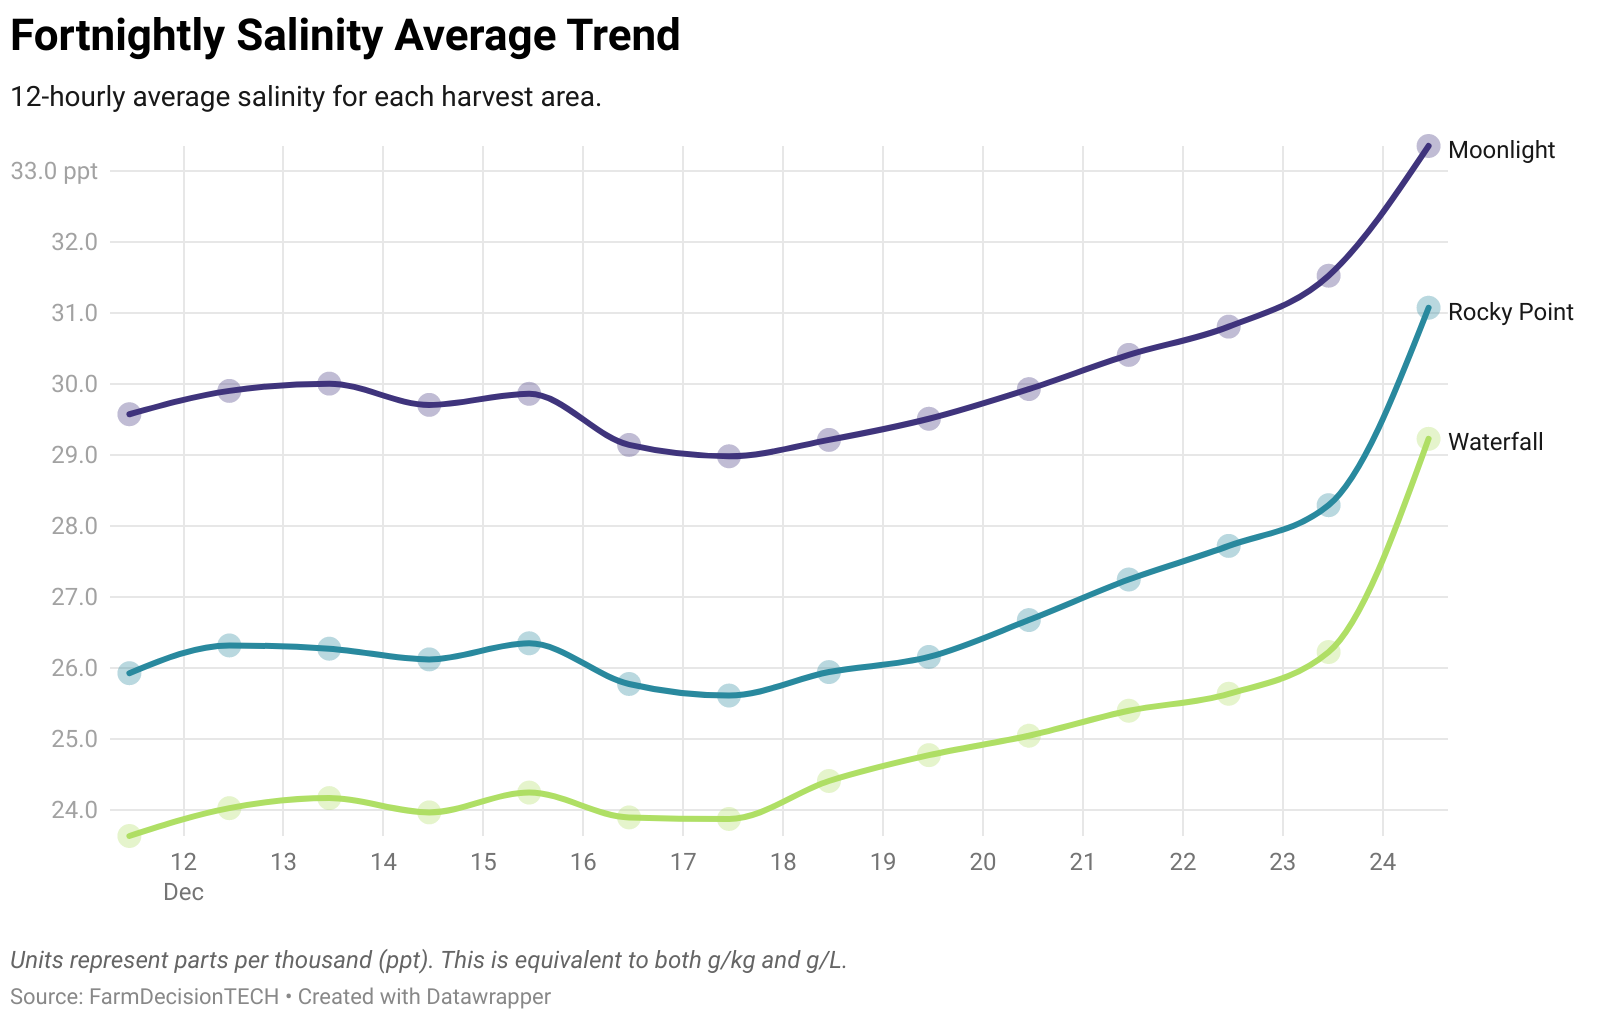 Fortnightly Salinity Average Trend
12-hourly average salinity for each harvest area.
33.0 ppt
32.0
31.0
30.0
29.0
28.0
27.0
26.0
25.0
24.0
Moonlight
Rocky Point
Waterfall
12 13 14 15 16 17 18 19 20 21 22 23 24
Dec
Units represent parts per thousand (ppt). This is equivalent to both g/kg and g/L.
Source: FarmDecisionTECH • Created with Datawrapper